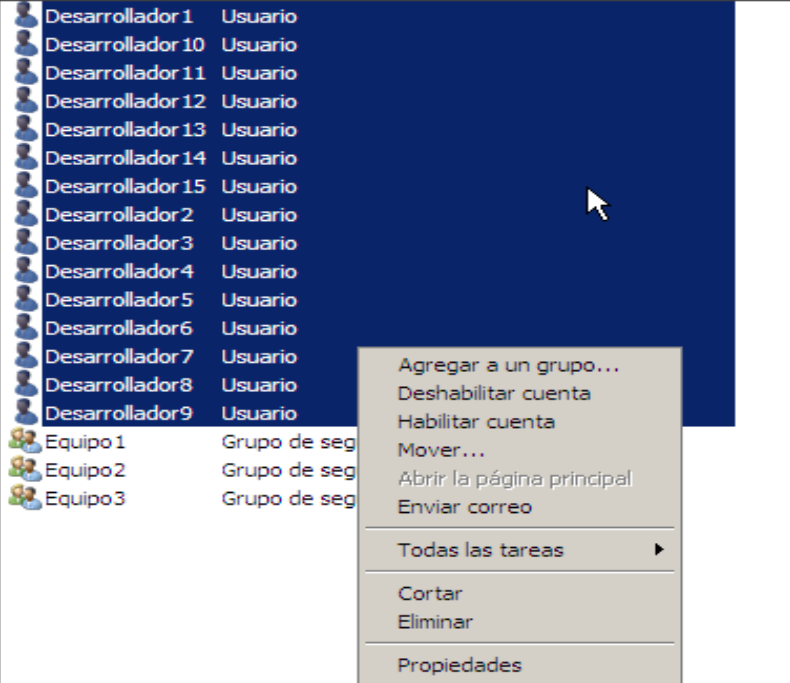 Desarrollador1 Usuario
Desarrollador10 Usuario
Desarrollador11 Usuario
Desarrollador12 Usuario
Desarrollador13 Usuario
Desarrollador14 Usuario
Desarrollador15 Usuario
Desarrollador2 Usuario
Desarrollador3 Usuario
Desarrollador4 Usuario
Desarrollador5 Usuario
Desarrollador6 Usuario
Desarrollador7 Usuario
Desarrollador8 Usuario
Desarrollador9 Usuario
Equipo1 Grupo de seg
Equipo2 Grupo de seg
Equipo3 Grupo de seg
Agregar a un grupo...
Deshabilitar cuenta
Habilitar cuenta
Mover...
Abrir la página principal
Enviar correo
Todas las tareas
Cortar
Eliminar
Propiedades